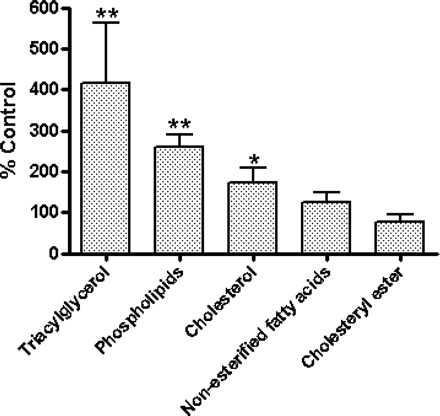 600
500
400
300
200
100
0
% Control
**
**
*
Triacylglycerol
Phospholipids
Cholesterol
Non-esterified fatty acids
Cholesteryl ester